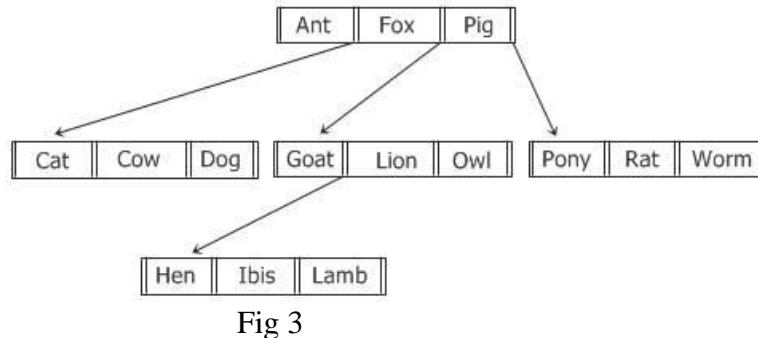 Ant Fox Pig
Cat Cow Dog Goat Lion Owl Pony Rat Worm
Hen Ibis Lamb
Fig 3